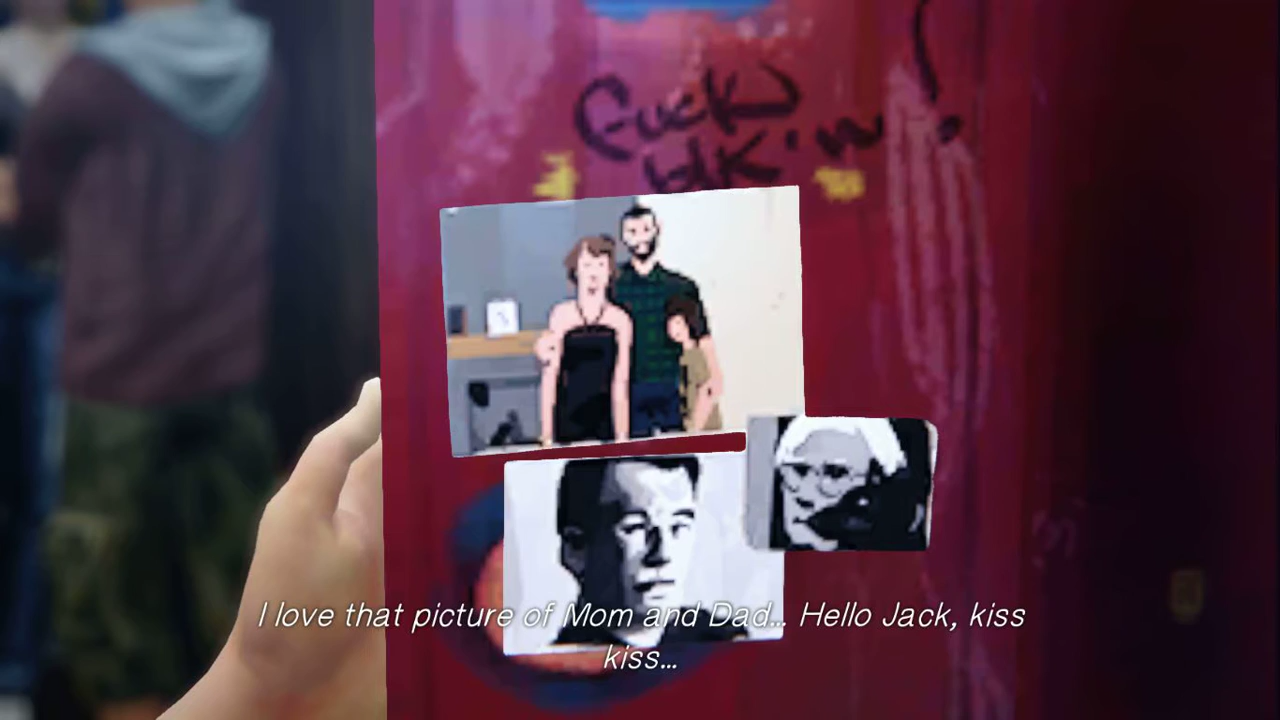 Fuck
I love that picture of Mom and Dad... Hello Jack, kiss
kiss...